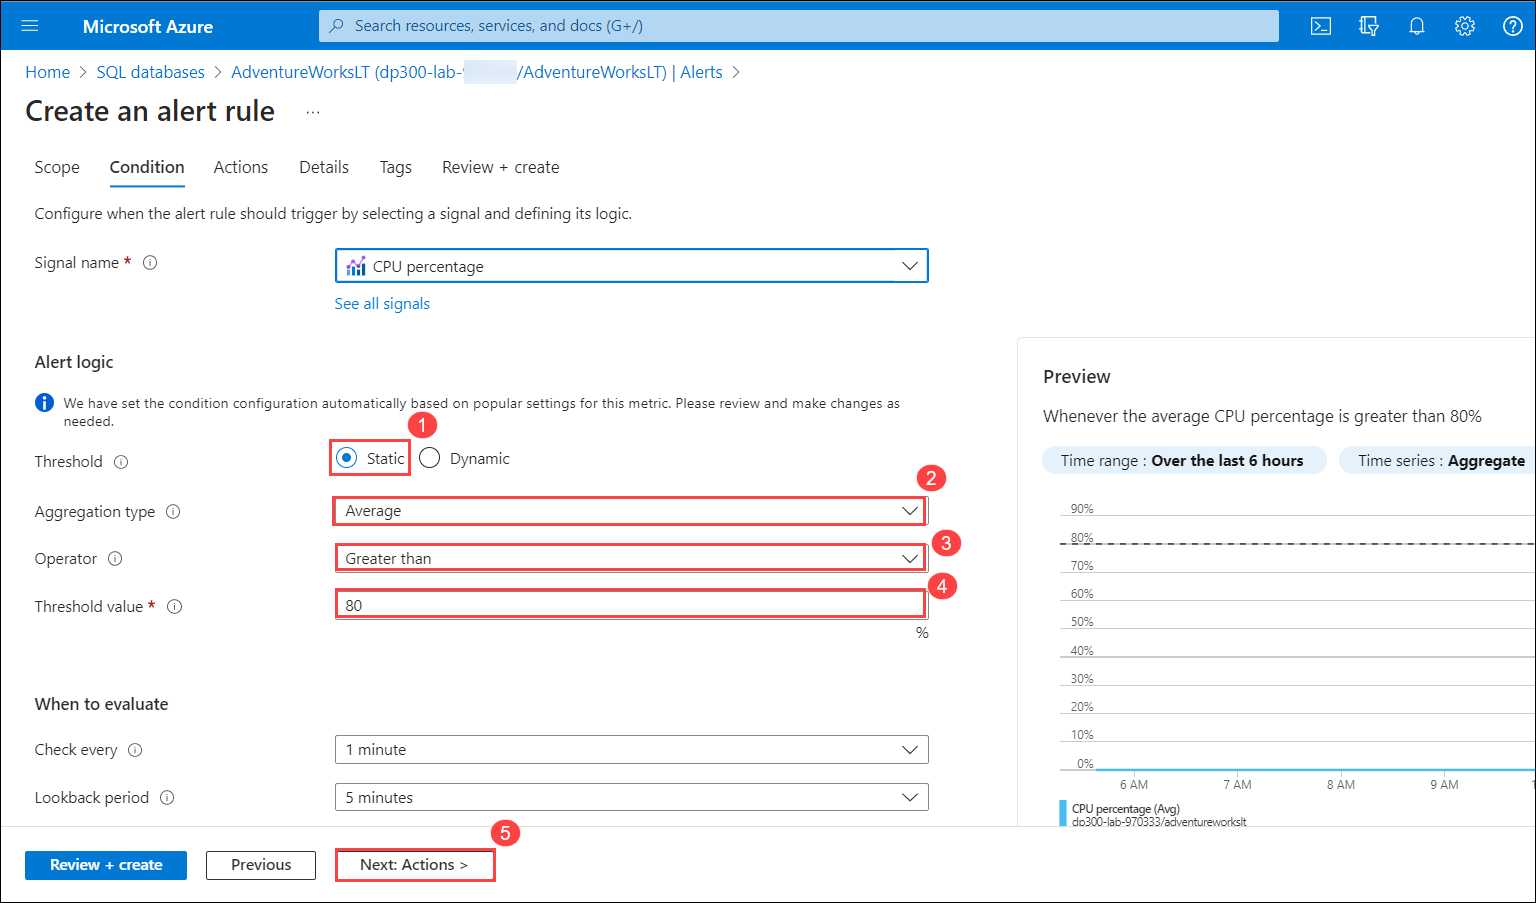 Microsoft Azure
Search resources, services, and docs (G+/)
Home > SQL databases > AdventureWorksLT (dp300-lab- /AdventureWorksLT) | Alerts >
Create an alert rule ...
Scope Condition Actions Details Tags Review + create
Configure when the alert rule should trigger by selecting a signal and defining its logic.
Signal name *
CPU percentage
See all signals
Alert logic
We have set the condition configuration automatically based on popular settings for this metric. Please review and make changes as
needed.
1
Threshold
Static Dynamic
2
Aggregation type
Average
3
Operator
Greater than
4
Threshold value *
80
%
When to evaluate
Check every
1 minute
Lookback period
5 minutes
5
Review + create Previous Next: Actions >
Preview
Whenever the average CPU percentage is greater than 80%
Time range : Over the last 6 hours Time series : Aggregate
90%
80%
70%
60%
50%
40%
30%
20%
10%
0%
6 AM 7 AM 8 AM 9 AM 1
CPU percentage (Avg)
dp300-lab-970333/adventureworkslt